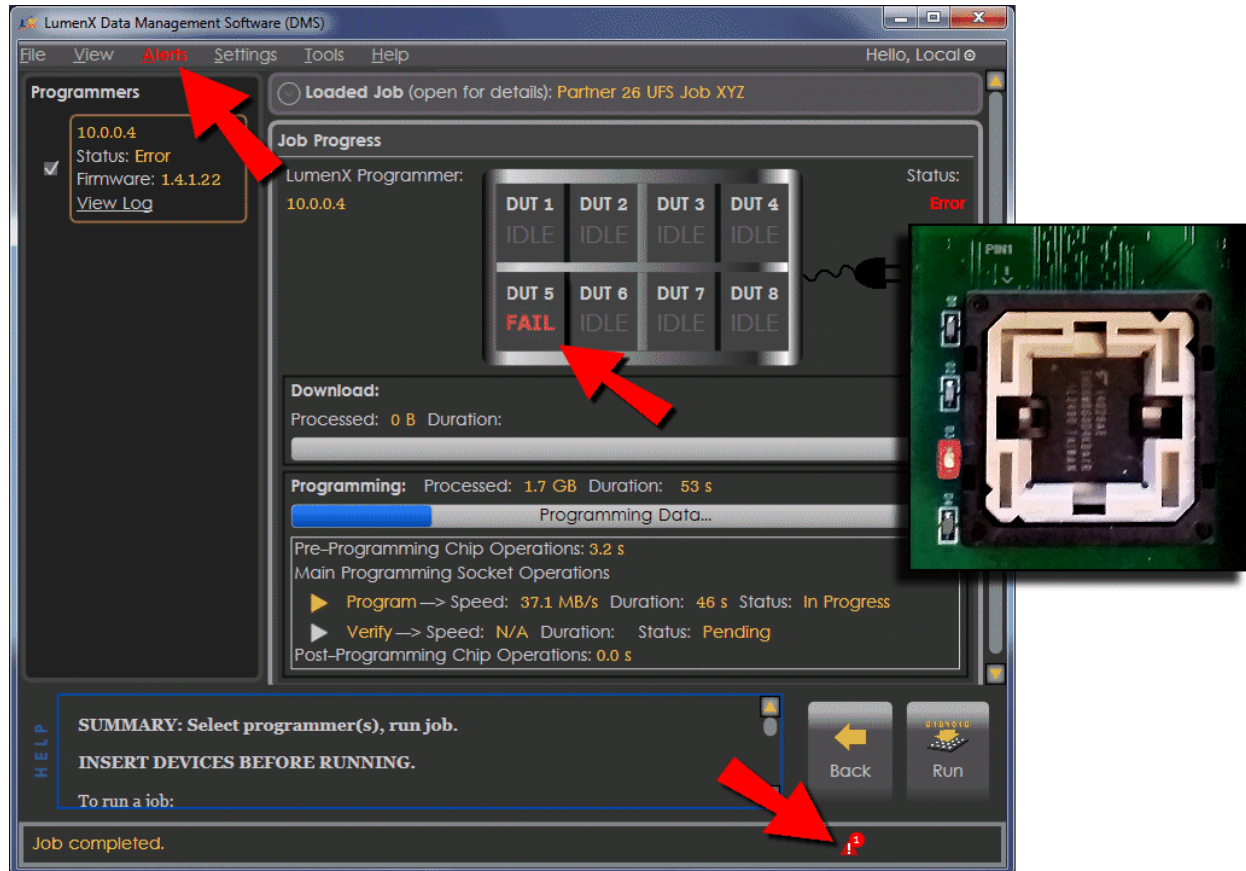 LumenX Data Management Software (DMS)
File View Alerts Settings Tools Help Hello, Local
Programmers
10.0.0.4
Status: Error
Firmware: 1.4.1.22
View Log
Loaded Job (open for details): Partner 26 UFS Job XYZ
Job Progress
LumenX Programmer: Status:
10.0.0.4 Error
DUT 1 DUT 2 DUT 3 DUT 4
IDLE IDLE IDLE IDLE
DUT 5 DUT 6 DUT 7 DUT 8
FAIL IDLE IDLE IDLE
PIN1
Download:
Processed: 0 B Duration:
Programming: Processed: 1.7 GB Duration: 53 s
Programming Data...
Pre-Programming Chip Operations: 3.2 s
Main Programming Socket Operations
Program —> Speed: 37.1 MB/s Duration: 46 s Status: In Progress
Verify —> Speed: N/A Duration: Status: Pending
Post-Programming Chip Operations: 0.0 s
HELP
SUMMARY: Select programmer(s), run job.
INSERT DEVICES BEFORE RUNNING.
To run a job:
Back
0101010
Run
Job completed.
1